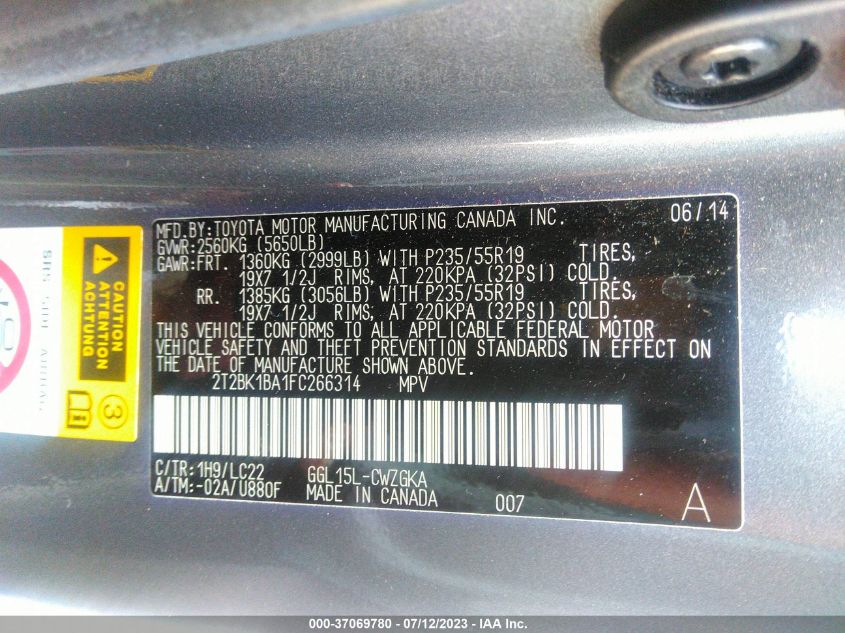 MFD.BY:TOYOTA MOTOR MANUFACTURING CANADA INC. 06/14
GVWR:2560KG (5650LB)
GAWR:FRT. 1360KG (2999LB) WITH P235/55R19 TIRES,
19X7 1/2J RIMS, AT 220KPA (32PSI) COLD.
RR. 1385KG (3056LB) WITH P235/55R19 TIRES,
19X7 1/2J RIMS, AT 220KPA (32PSI) COLD.
THIS VEHICLE CONFORMS TO ALL APPLICABLE FEDERAL MOTOR
VEHICLE SAFETY AND THEFT PREVENTION STANDARDS IN EFFECT ON
THE DATE OF MANUFACTURE SHOWN ABOVE.
2T2BK1BA1FC266314 MPV
C/TR:1H9/LC22 GGL15L-CWZGKA
A/TM:-02A/U880F MADE IN CANADA 007 A
CAUTION
ATTENTION
ACHTUNG
3
SRS SIDE AIRBAG
000-37069780 - 07/12/2023 - IAA Inc.